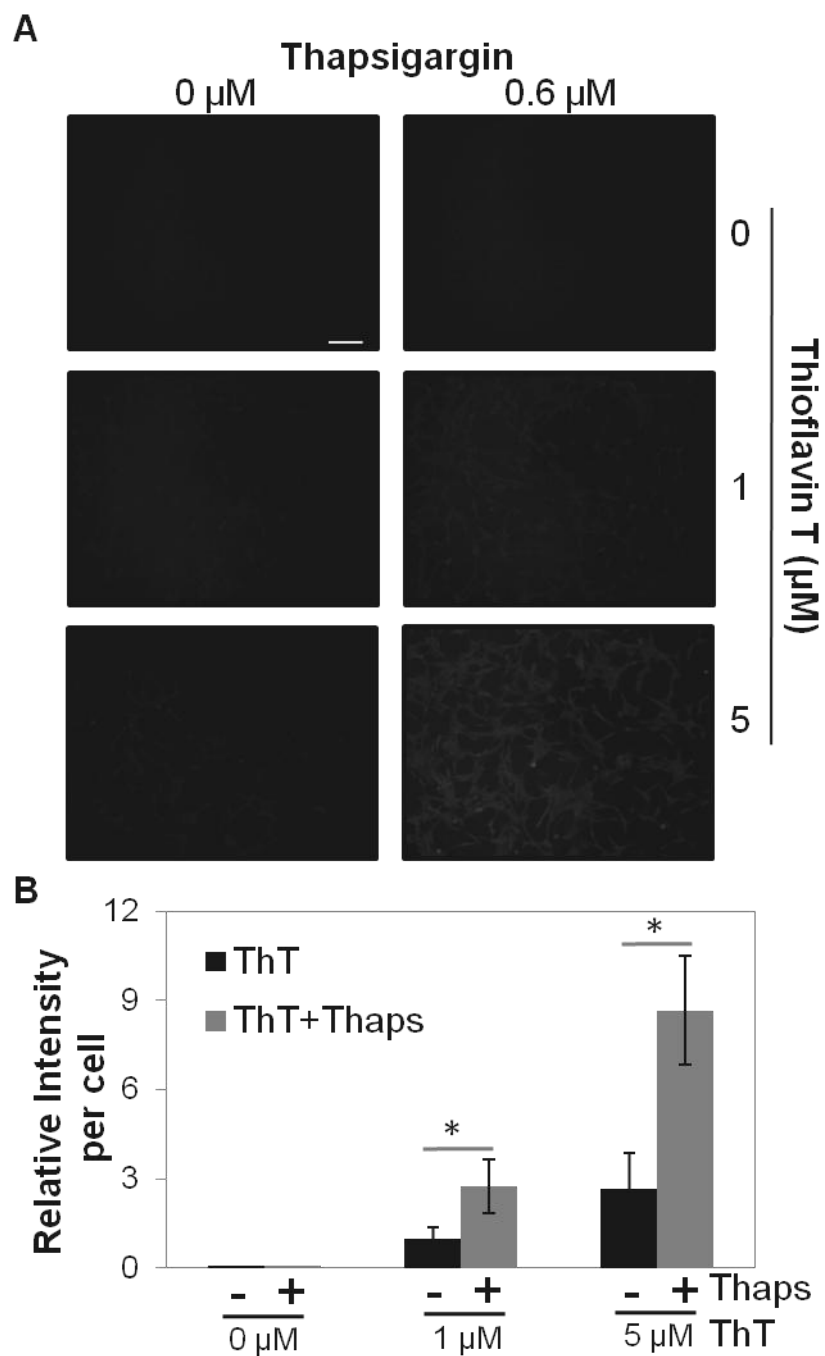 A
Thapsigargin
0 µM 0.6 µM
0
1
5
Thioflavin T (µM)
B
12
9
6
3
0
Relative Intensity
per cell
ThT
ThT+Thaps
*
*
- + - + - + Thaps
0 µM 1 µM 5 µM ThT